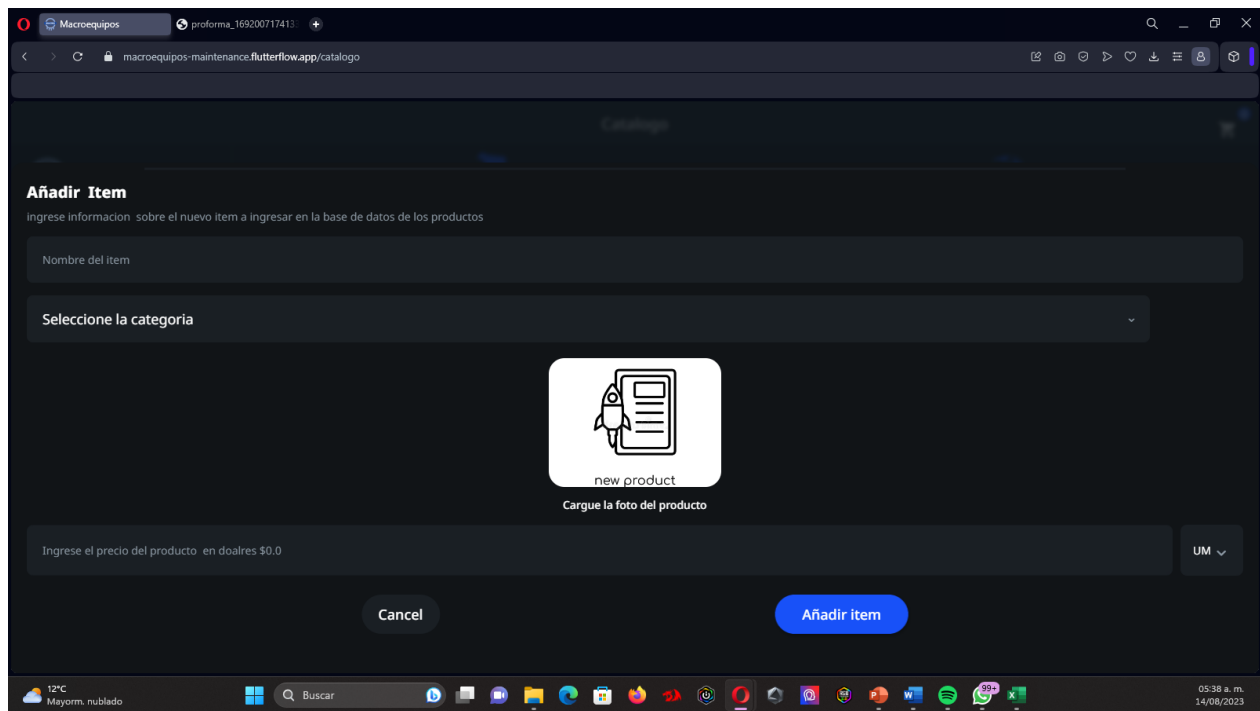 Macroequipos
proforma_169200717413
macroequipos-maintenance.flutterflow.app/catalogo
Catalogo
Añadir Item
ingrese informacion sobre el nuevo item a ingresar en la base de datos de los productos
Nombre del item
Seleccione la categoria
new product
Cargue la foto del producto
Ingrese el precio del producto en doalres $0.0
UM
Cancel
Añadir item
12°C
Mayorm. nublado
Buscar
99+
05:38 a. m.
14/08/2023